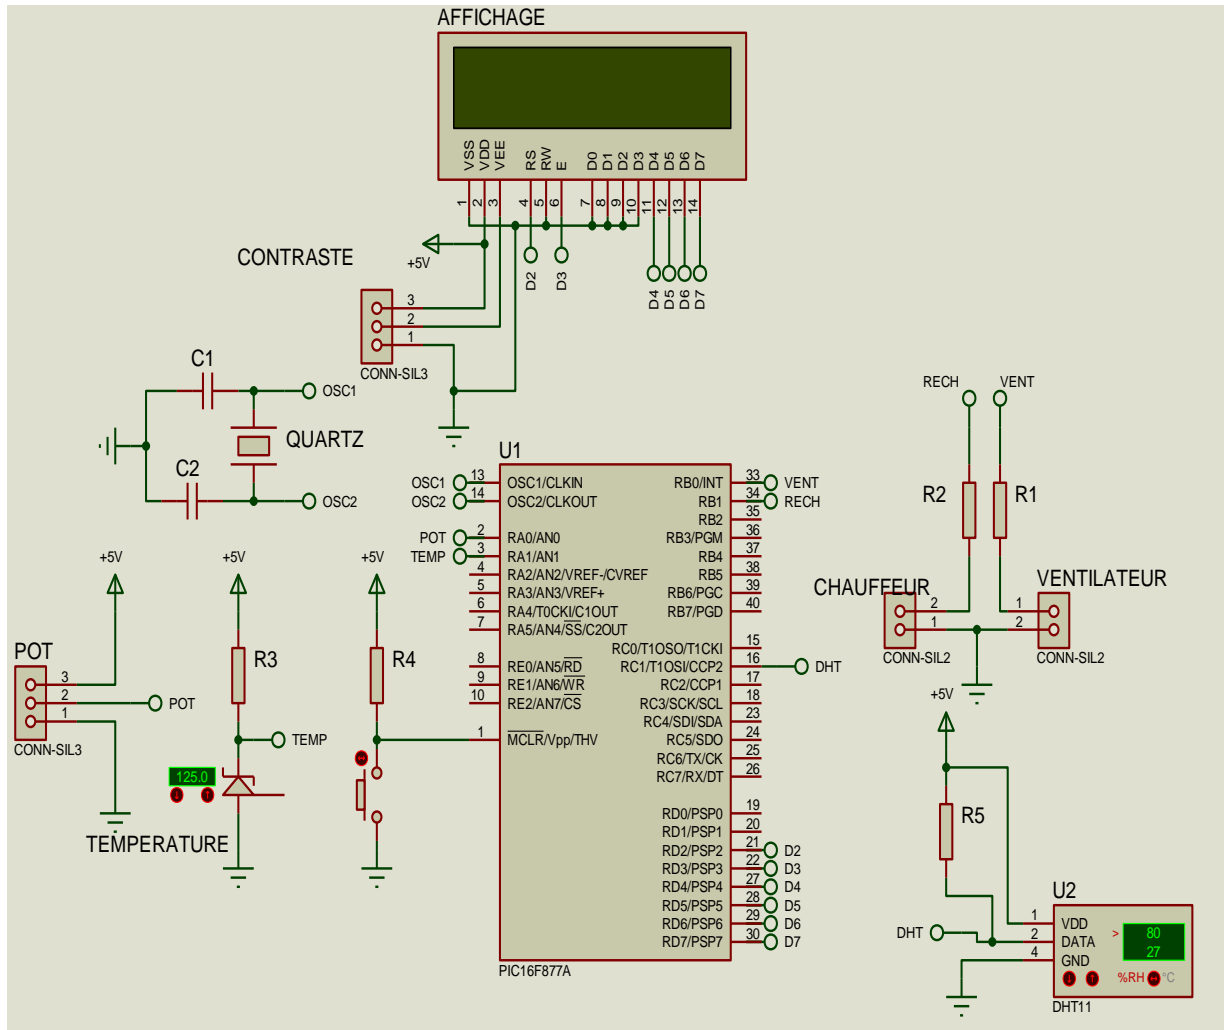 AFFICHAGE
VSS VDD VEE RS RW E D0 D1 D2 D3 D4 D5 D6 D7
1 2 3 4 5 6 7 8 9 10 11 12 13 14
+5V
D2 D3 D4 D5 D6 D7
CONTRASTE
3
2
1
CONN-SIL3
C1
OSC1
QUARTZ
C2
OSC2
U1
OSC1 13 OSC1/CLKIN RB0/INT 33 VENT
OSC2 14 OSC2/CLKOUT RB1 34 RECH
RB2 35
POT 2 RA0/AN0 RB3/PGM 36
TEMP 3 RA1/AN1 RB4 37
4 RA2/AN2/VREF-/CVREF RB5 38
5 RA3/AN3/VREF+ RB6/PGC 39
6 RA4/T0CKI/C1OUT RB7/PGD 40
7 RA5/AN4/SS/C2OUT
RC0/T1OSO/T1CKI 15
8 RE0/AN5/RD RC1/T1OSI/CCP2 16 DHT
9 RE1/AN6/WR RC2/CCP1 17
10 RE2/AN7/CS RC3/SCK/SCL 18
RC4/SDI/SDA 23
1 MCLR/Vpp/THV RC5/SDO 24
RC6/TX/CK 25
RC7/RX/DT 26
RD0/PSP0 19
RD1/PSP1 20
RD2/PSP2 21 D2
RD3/PSP3 22 D3
RD4/PSP4 27 D4
RD5/PSP5 28 D5
RD6/PSP6 29 D6
RD7/PSP7 30 D7
PIC16F877A
+5V
POT
3
2 POT
1
CONN-SIL3
+5V
R3
TEMP
125.0
TEMPERATURE
+5V
R4
RECH VENT
R2 R1
CHAUFFEUR
2
1
CONN-SIL2
VENTILATEUR
1
2
CONN-SIL2
+5V
R5
U2
1 VDD
DHT 2 DATA
4 GND
> 80
27
%RH °C
DHT11